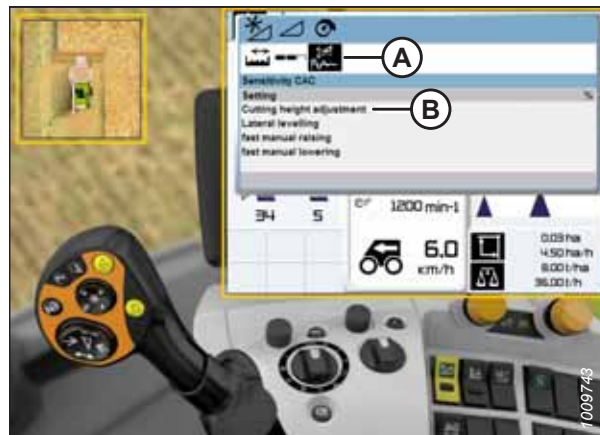 A
Sensitivity CAC
Setting %
Cutting height adjustment
B
Lateral levelling
fast manual raising
fast manual lowering
34 5
1200 min-1
6.0
km/h
0.03 ha
4.50 ha/h
8.00 t/ha
36.00 t/h
1009743